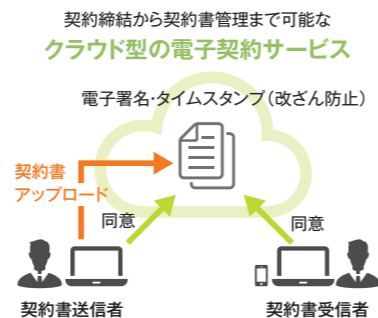 契約締結から契約書管理まで可能な
クラウド型の電子契約サービス
電子署名・タイムスタンプ（改ざん防止）
契約書
アップロード
同意
同意
契約書送信者
契約書受信者